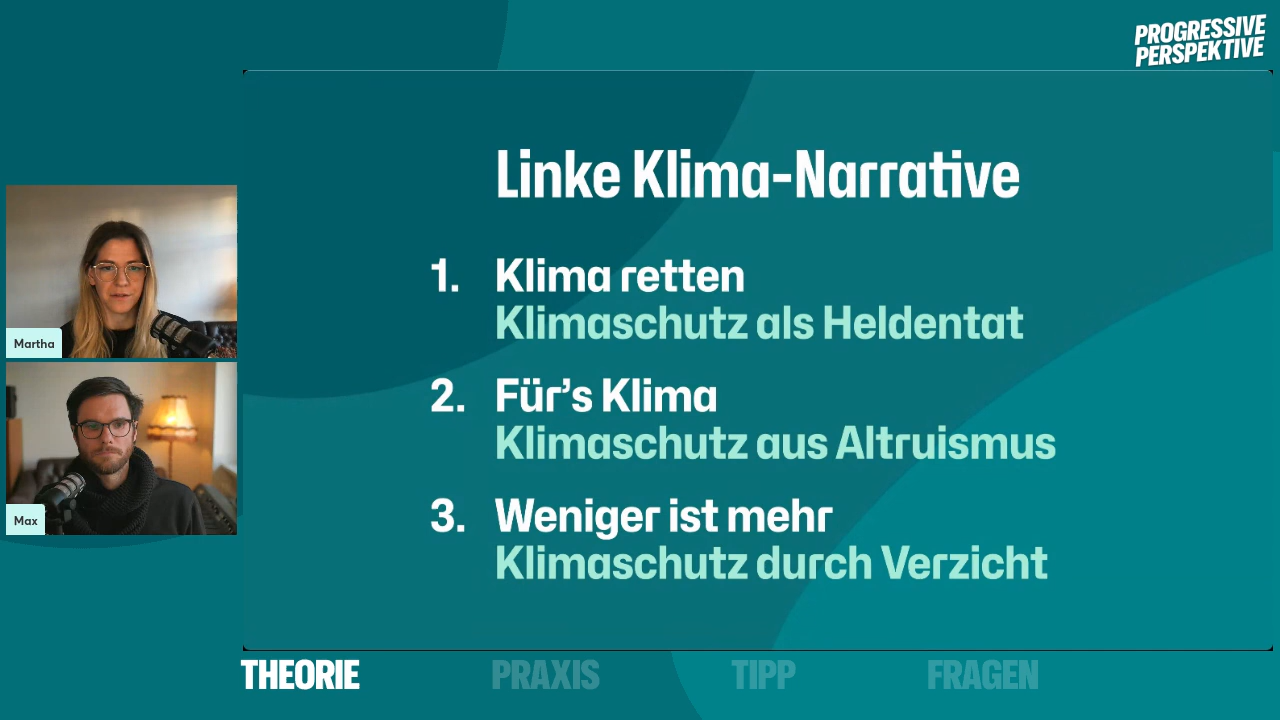 PROGRESSIVE
PERSPEKTIVE
Linke Klima-Narrative
1. Klima retten
Klimaschutz als Heldentat
2. Für’s Klima
Klimaschutz aus Altruismus
3. Weniger ist mehr
Klimaschutz durch Verzicht
Martha
Max
THEORIE PRAXIS TIPP FRAGEN